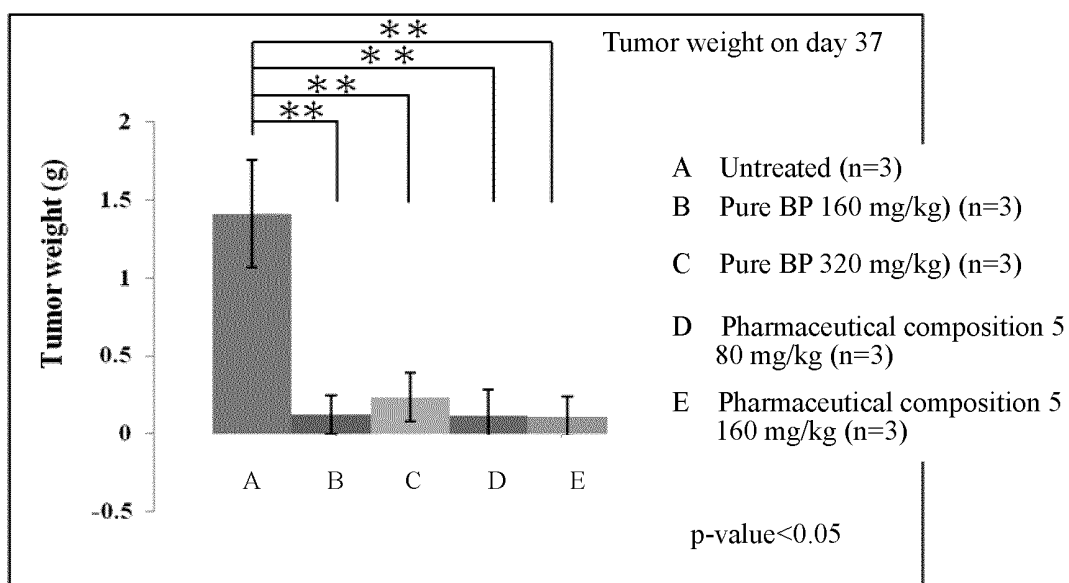 Tumor weight on day 37
**
**
**
**
Tumor weight (g)
2
1.5
1
0.5
0
-0.5
A
B
C
D
E
A Untreated (n=3)
B Pure BP 160 mg/kg) (n=3)
C Pure BP 320 mg/kg) (n=3)
D Pharmaceutical composition 5
80 mg/kg (n=3)
E Pharmaceutical composition 5
160 mg/kg (n=3)
p-value<0.05